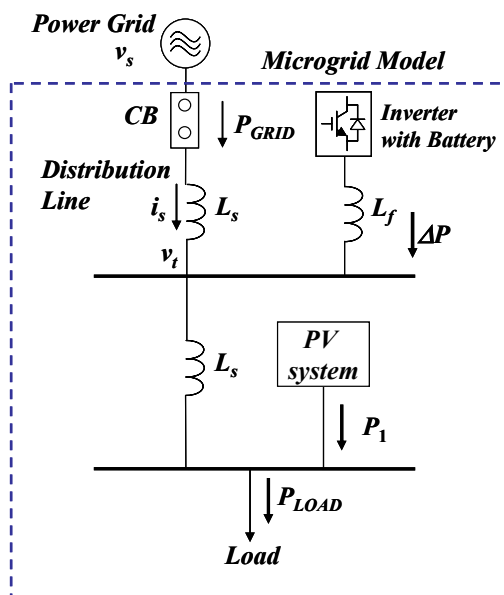 Power Grid
v_s
Microgrid Model
CB
P_GRID
Inverter
with Battery
Distribution
Line
i_s
L_s
L_f
ΔP
v_t
L_s
PV
system
P_1
P_LOAD
Load